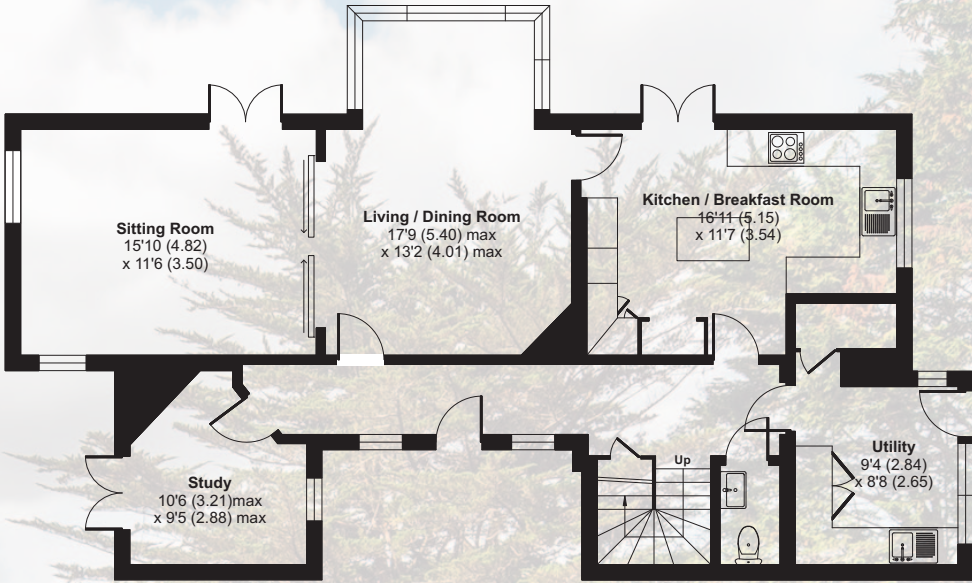 Sitting Room
15'10 (4.82)
x 11'6 (3.50)
Living / Dining Room
17'9 (5.40) max
x 13'2 (4.01) max
Kitchen / Breakfast Room
16'11 (5.15)
x 11'7 (3.54)
Study
10'6 (3.21)max
x 9'5 (2.88) max
Up
Utility
9'4 (2.84)
x 8'8 (2.65)